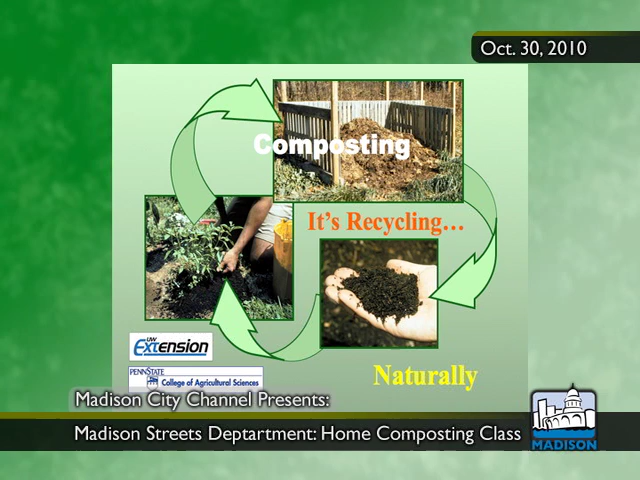 Oct. 30, 2010
Composting
It's Recycling...
Naturally
UW
Extension
PENNSTATE
College of Agricultural Sciences
Madison City Channel Presents:
Madison Streets Deptartment: Home Composting Class
MADISON